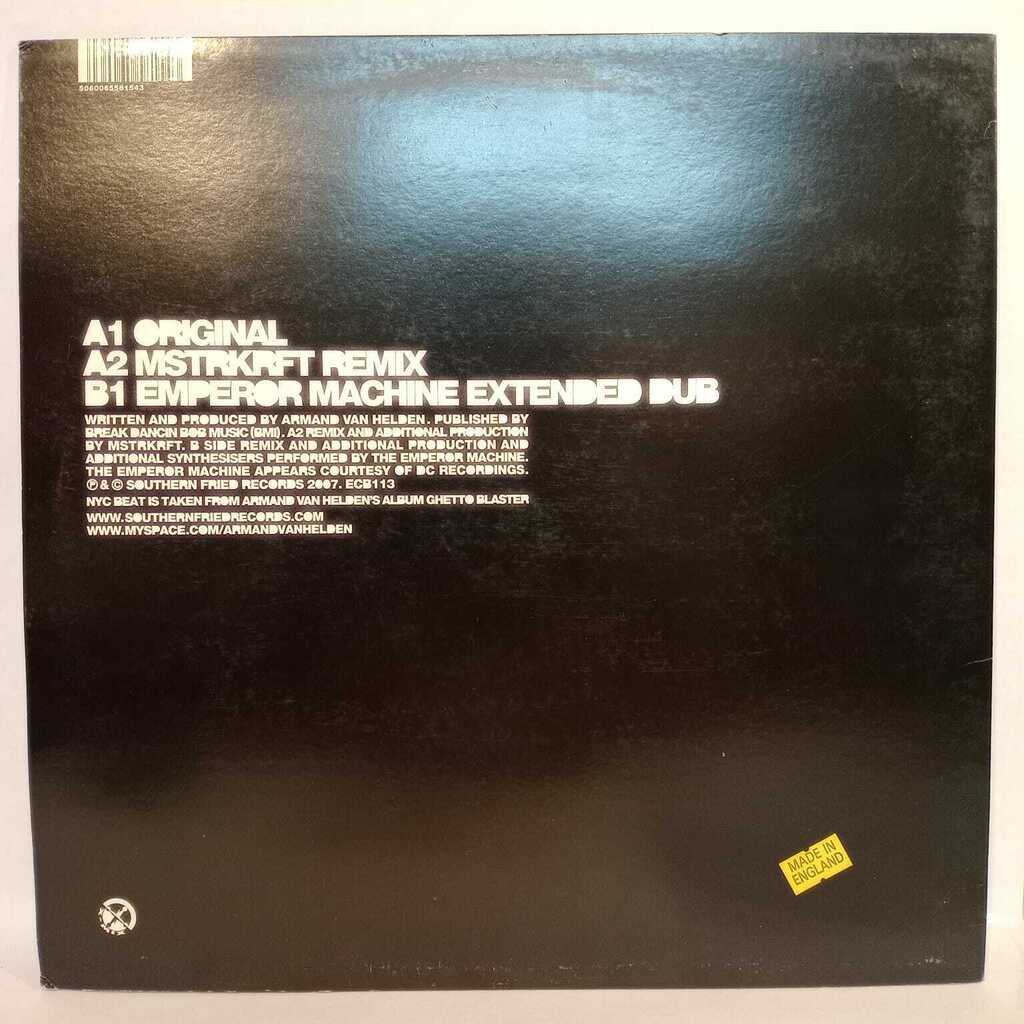 5060065581543
A1 ORIGINAL
A2 MSTRKRFT REMIX
B1 EMPEROR MACHINE EXTENDED DUB
WRITTEN AND PRODUCED BY ARMAND VAN HELDEN. PUBLISHED BY
BREAK DANCIN BOB MUSIC (BMI). A2 REMIX AND ADDITIONAL PRODUCTION
BY MSTRKRFT. B SIDE REMIX AND ADDITIONAL PRODUCTION AND
ADDITIONAL SYNTHESISERS PERFORMED BY THE EMPEROR MACHINE.
THE EMPEROR MACHINE APPEARS COURTESY OF DC RECORDINGS.
℗ & © SOUTHERN FRIED RECORDS 2007. ECB113
NYC BEAT IS TAKEN FROM ARMAND VAN HELDEN'S ALBUM GHETTO BLASTER
WWW.SOUTHERNFRIEDRECORDS.COM
WWW.MYSPACE.COM/ARMANDVANHELDEN
MADE IN
ENGLAND